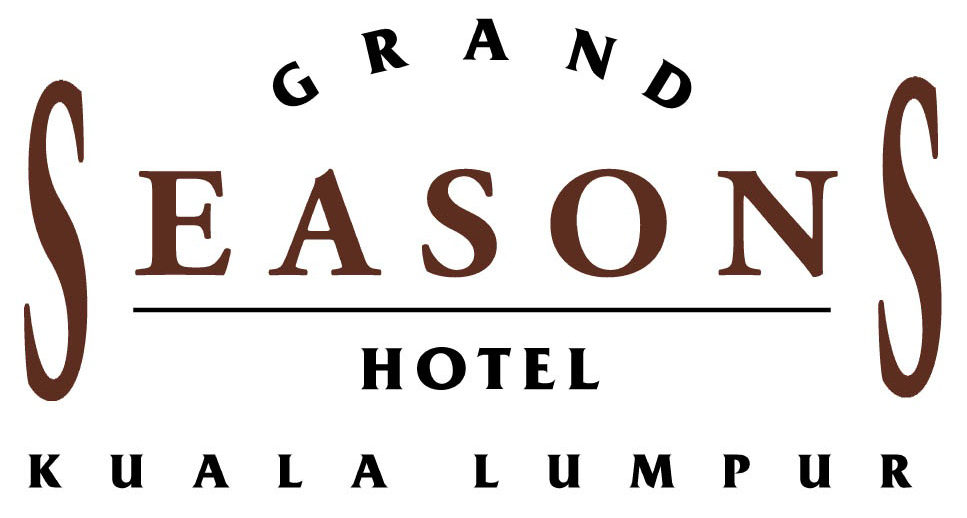 GRAND
SEASONS
HOTEL
KUALA LUMPUR